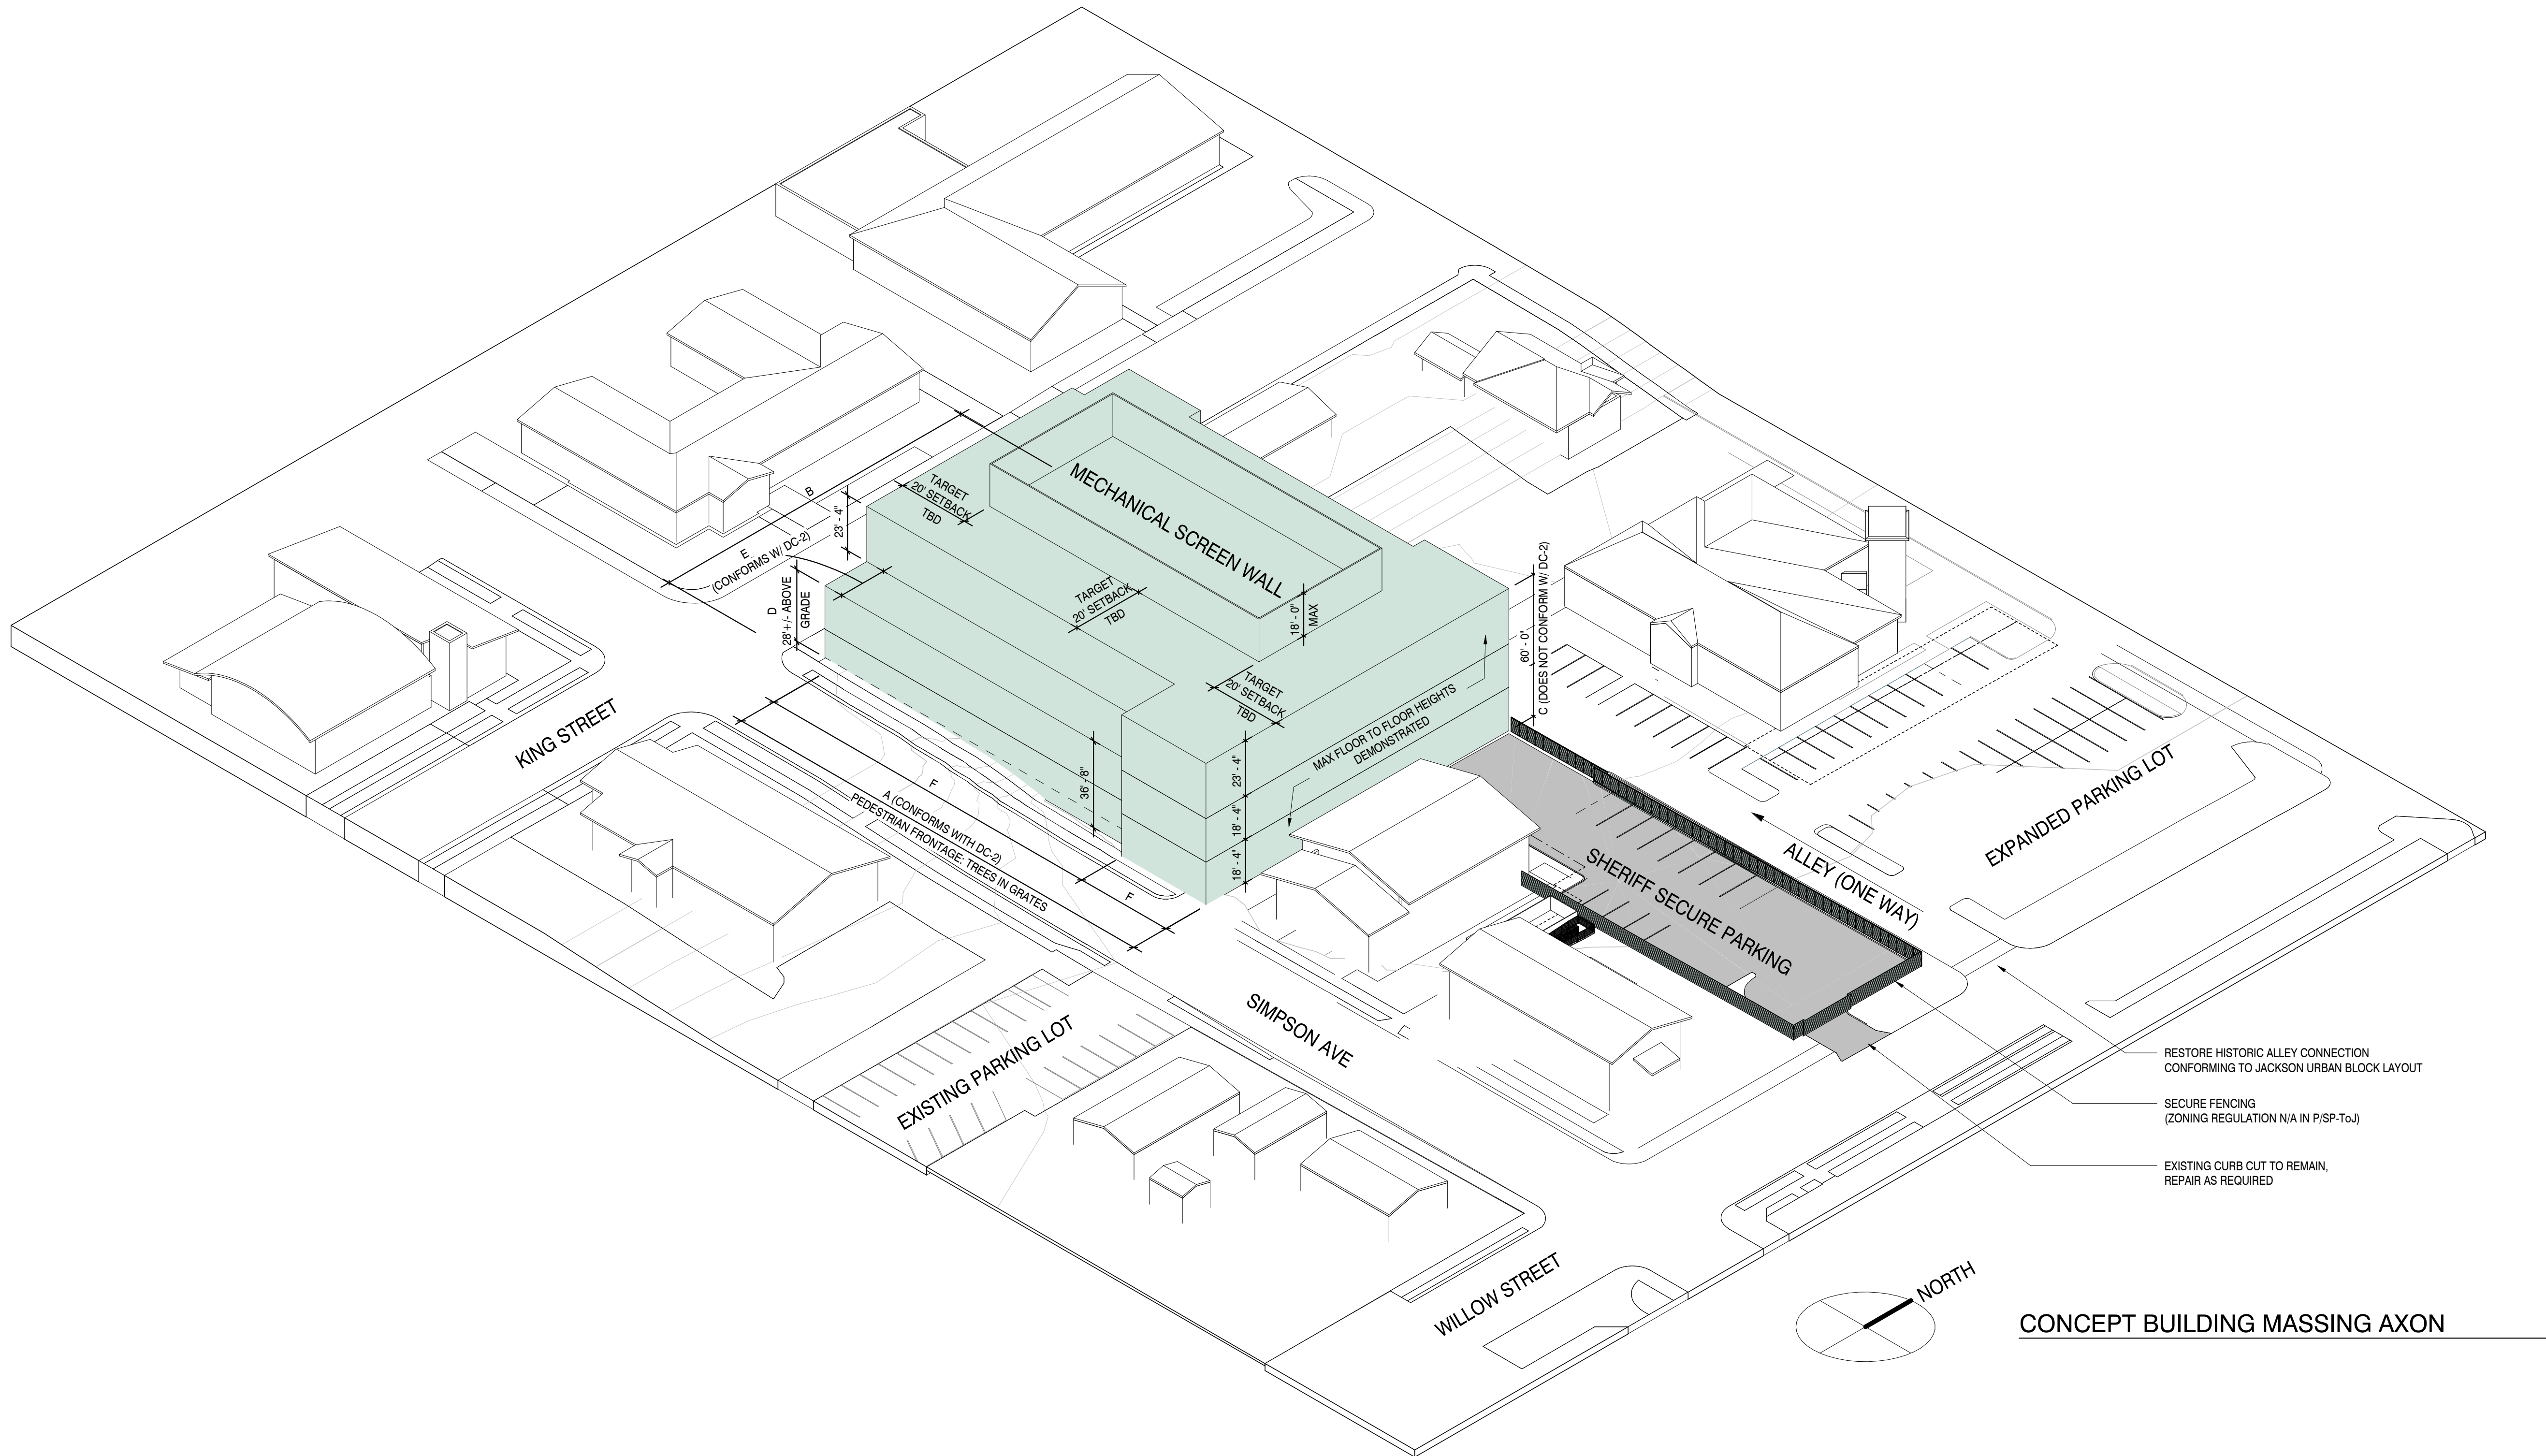 MECHANICAL SCREEN WALL
TARGET
20' SETBACK
TBD
B
23' - 4"
E
(CONFORMS W/ DC-2)
D
28'+/- ABOVE
GRADE
TARGET
20' SETBACK
TBD
18' - 0"
MAX
60' - 0"
C (DOES NOT CONFORM W/ DC-2)
TARGET
20' SETBACK
TBD
MAX FLOOR TO FLOOR HEIGHTS
DEMONSTRATED
KING STREET
36' - 8"
23' - 4"
18' - 4"
18' - 4"
F
A (CONFORMS WITH DC-2)
PEDESTRIAN FRONTAGE: TREES IN GRATES
F
EXPANDED PARKING LOT
ALLEY (ONE WAY)
SHERIFF SECURE PARKING
SIMPSON AVE
EXISTING PARKING LOT
RESTORE HISTORIC ALLEY CONNECTION
CONFORMING TO JACKSON URBAN BLOCK LAYOUT
SECURE FENCING
(ZONING REGULATION N/A IN P/SP-ToJ)
EXISTING CURB CUT TO REMAIN,
REPAIR AS REQUIRED
WILLOW STREET
NORTH
CONCEPT BUILDING MASSING AXON